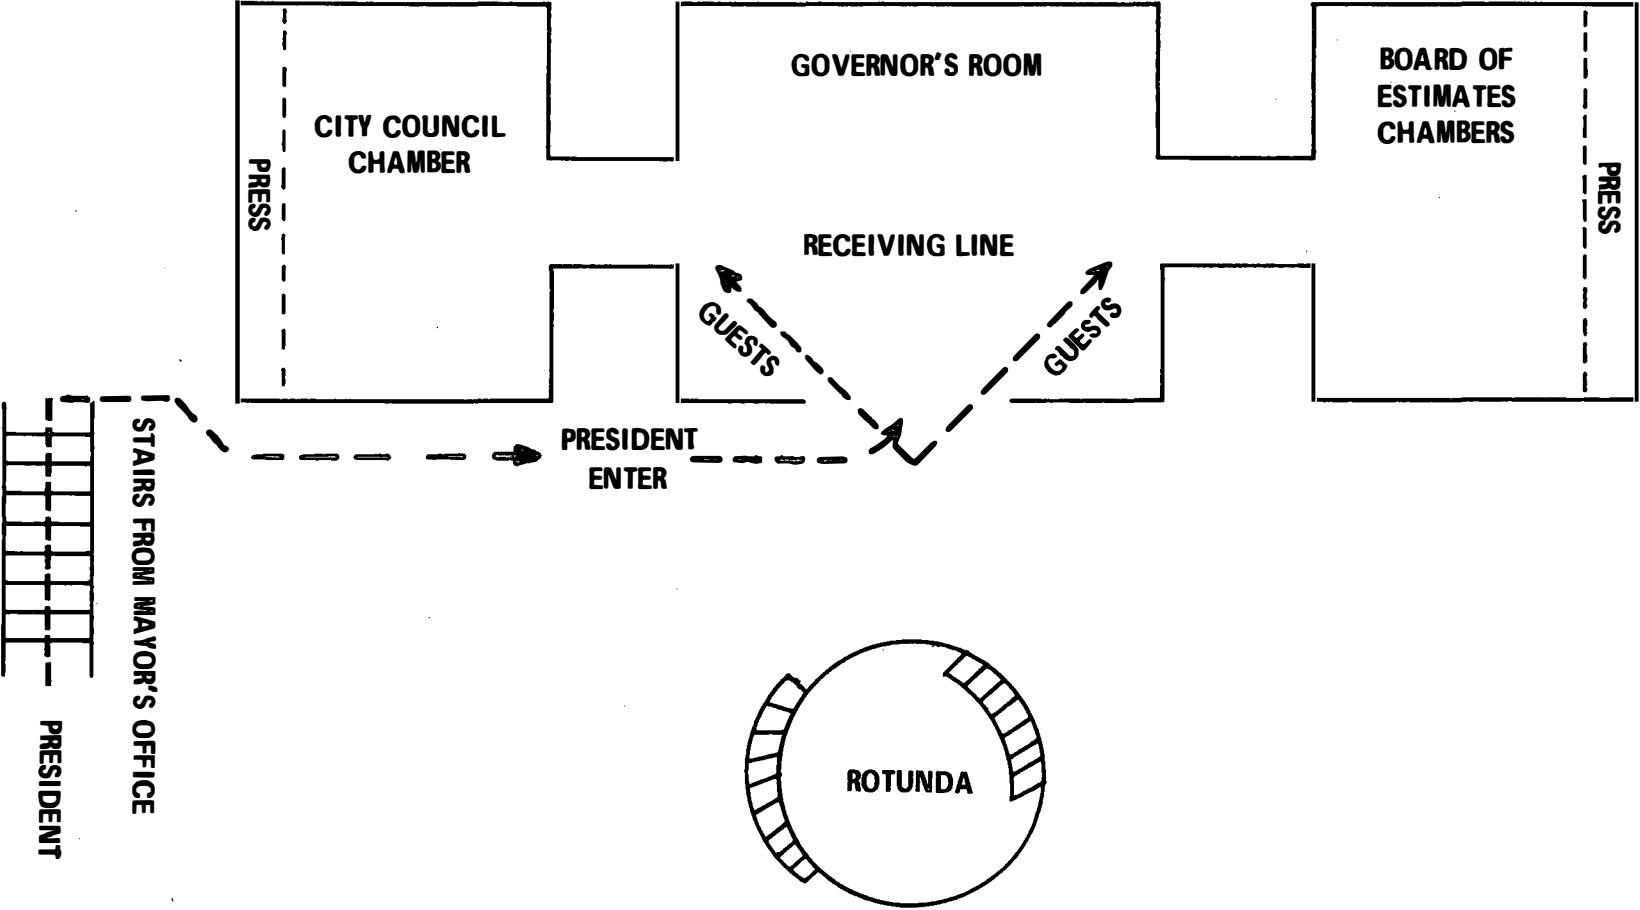 GOVERNOR'S ROOM
BOARD OF
ESTIMATES
CHAMBERS
CITY COUNCIL
CHAMBER
PRESS
PRESS
RECEIVING LINE
GUESTS
GUESTS
PRESIDENT
ENTER
STAIRS FROM MAYOR'S OFFICE
PRESIDENT
ROTUNDA